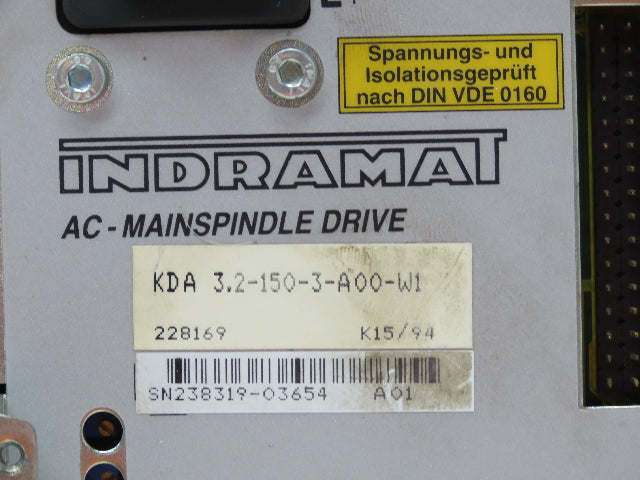 Spannungs- und
Isolationsgeprüft
nach DIN VDE 0160
INDRAMAT
AC - MAINSPINDLE DRIVE
KDA 3.2-150-3-A00-W1
228169 K15/94
SN238319-03654 A01